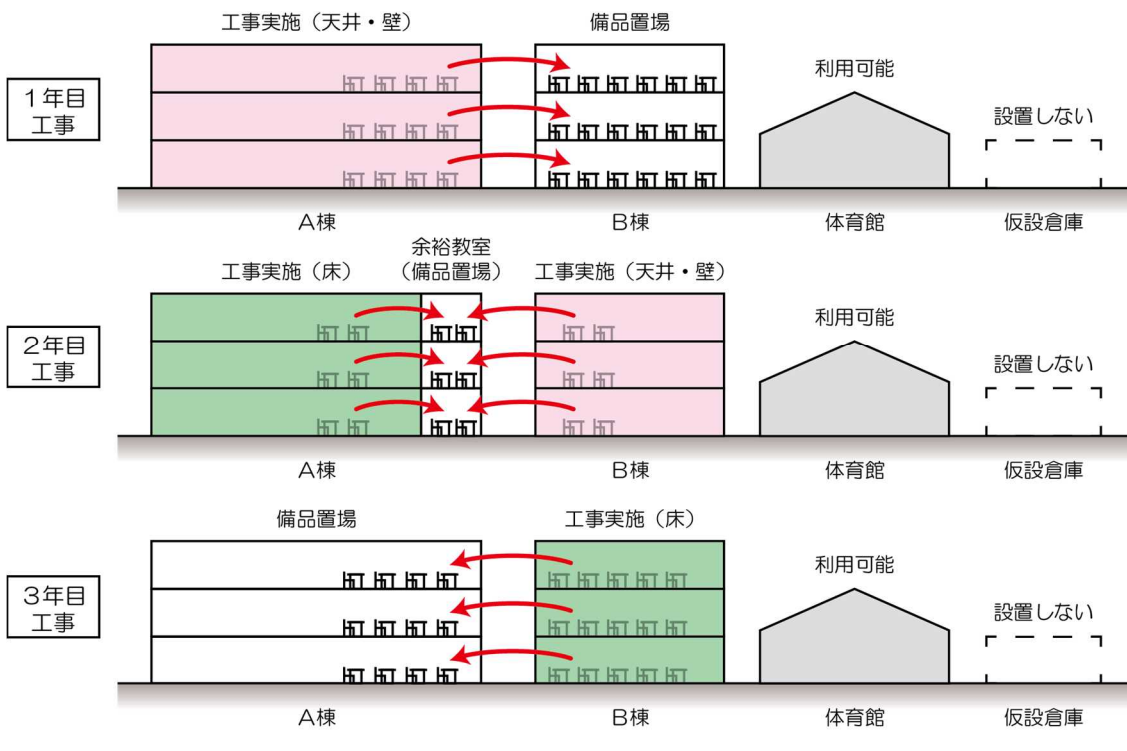 工事実施（天井・壁）
備品置場
利用可能
1年目
工事
設置しない
A棟
B棟
体育館
仮設倉庫
余裕教室
（備品置場）
工事実施（床）
工事実施（天井・壁）
利用可能
2年目
工事
設置しない
A棟
B棟
体育館
仮設倉庫
備品置場
工事実施（床）
利用可能
3年目
工事
設置しない
A棟
B棟
体育館
仮設倉庫